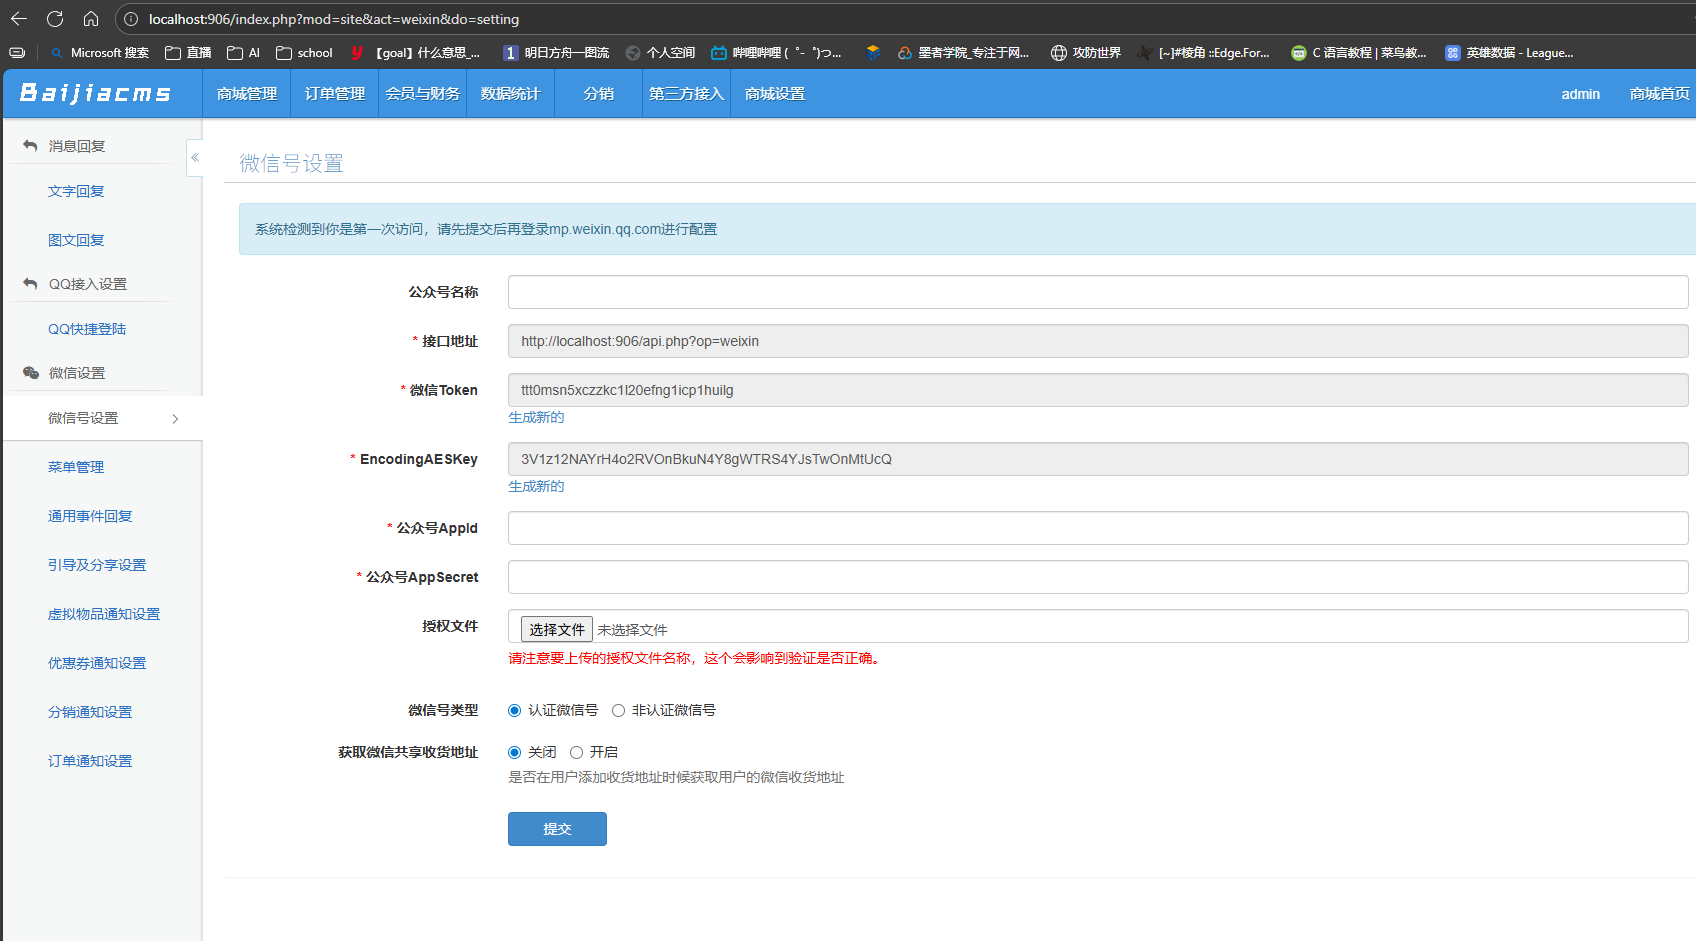 localhost:906/index.php?mod=site&act=weixin&do=setting
Microsoft 搜索 直播 AI school 【goal】什么意思_... 明日方舟一图流 个人空间 哔哩哔哩 ( ゜- ゜)つ... 墨者学院_专注于网... 攻防世界 [~]#棱角 ::Edge.For... C 语言教程 | 菜鸟教... 英雄数据 - League...
Baijiacms 商城管理 订单管理 会员与财务 数据统计 分销 第三方接入 商城设置 admin 商城首页
消息回复
文字回复
图文回复
QQ接入设置
QQ快捷登陆
微信设置
微信号设置
菜单管理
通用事件回复
引导及分享设置
虚拟物品通知设置
优惠券通知设置
分销通知设置
订单通知设置
微信号设置
系统检测到你是第一次访问，请先提交后再登录mp.weixin.qq.com进行配置
公众号名称
* 接口地址 http://localhost:906/api.php?op=weixin
* 微信Token ttt0msn5xczzkc1l20efng1icp1huilg
生成新的
* EncodingAESKey 3V1z12NAYrH4o2RVOnBkuN4Y8gWTRS4YJsTwOnMtUcQ
生成新的
* 公众号AppId
* 公众号AppSecret
授权文件 选择文件 未选择文件
请注意要上传的授权文件名称，这个会影响到验证是否正确。
微信号类型 认证微信号 非认证微信号
获取微信共享收货地址 关闭 开启
是否在用户添加收货地址时候获取用户的微信收货地址
提交